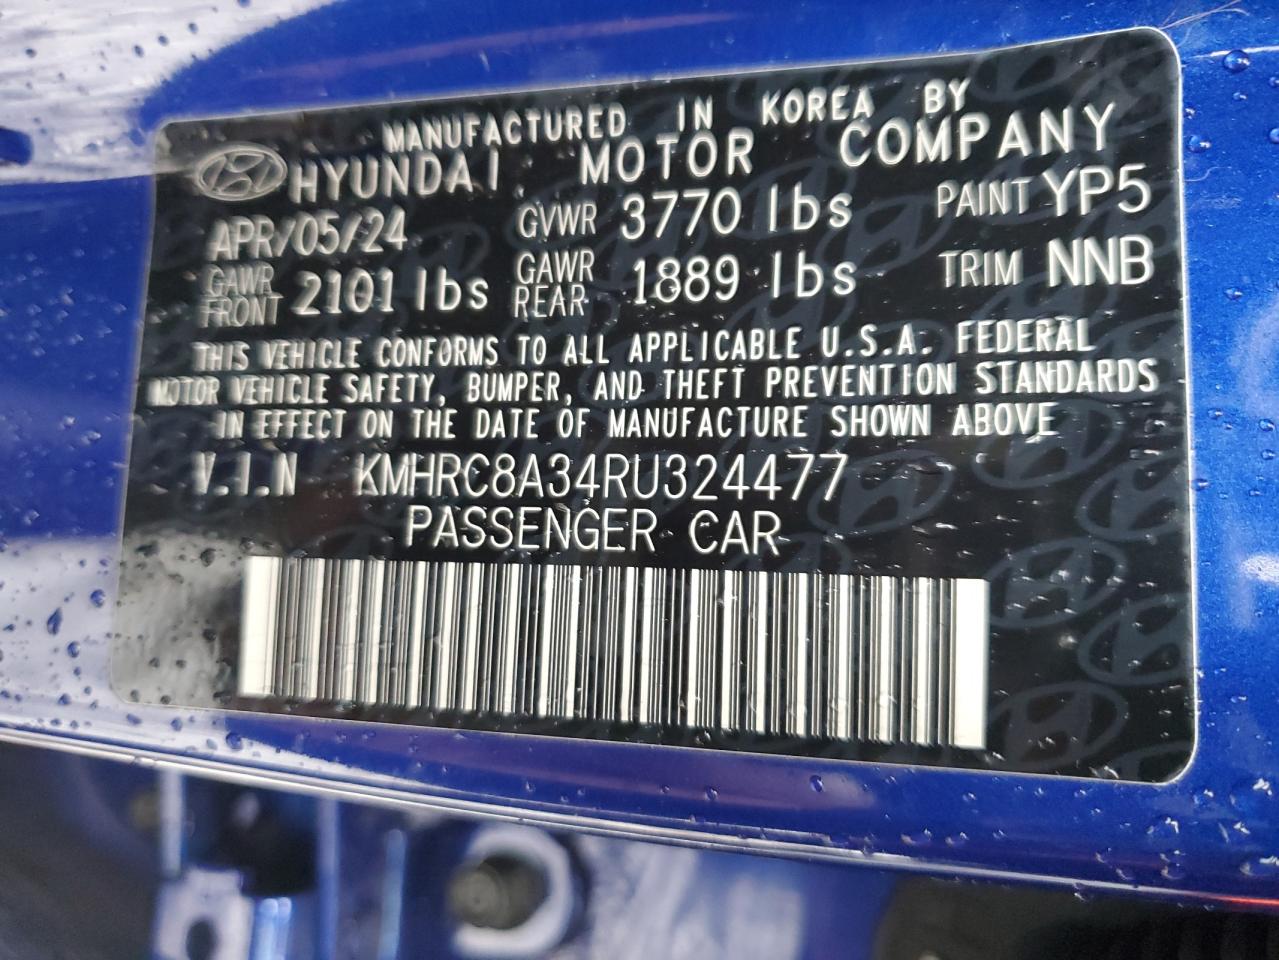 MANUFACTURED IN KOREA BY
HYUNDAI MOTOR COMPANY
APR/05/24 GVWR 3770 lbs PAINT YP5
GAWR FRONT 2101 lbs GAWR REAR 1889 lbs TRIM NNB
THIS VEHICLE CONFORMS TO ALL APPLICABLE U.S.A. FEDERAL
MOTOR VEHICLE SAFETY, BUMPER, AND THEFT PREVENTION STANDARDS
IN EFFECT ON THE DATE OF MANUFACTURE SHOWN ABOVE
V.I.N KMHRC8A34RU324477
PASSENGER CAR